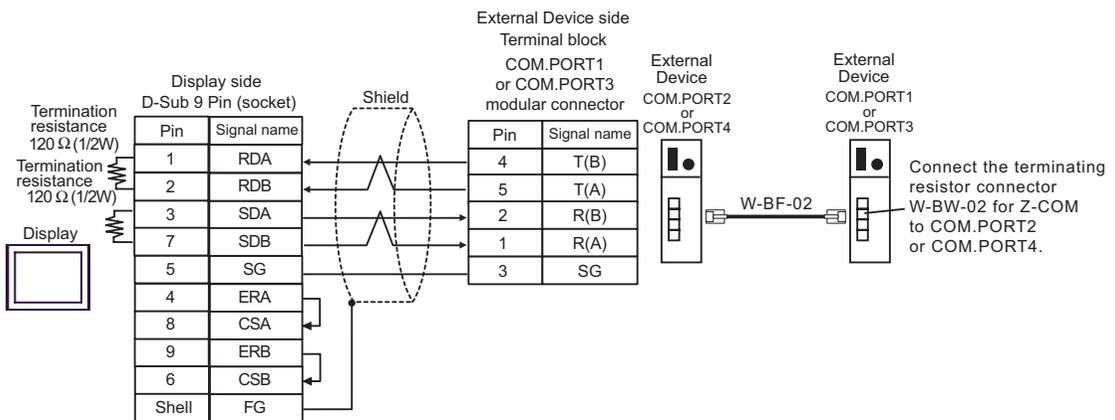 External Device side
Terminal block
COM.PORT1
or COM.PORT3
modular connector
Display side
D-Sub 9 Pin (socket)
Shield
External
Device
COM.PORT2
or
COM.PORT4
External
Device
COM.PORT1
or
COM.PORT3
Termination
resistance
120 Ω (1/2W)
Termination
resistance
120 Ω (1/2W)
Display
Pin Signal name
1 RDA
2 RDB
3 SDA
7 SDB
5 SG
4 ERA
8 CSA
9 ERB
6 CSB
Shell FG
Pin Signal name
4 T(B)
5 T(A)
2 R(B)
1 R(A)
3 SG
W-BF-02
Connect the terminating
resistor connector
W-BW-02 for Z-COM
to COM.PORT2
or COM.PORT4.